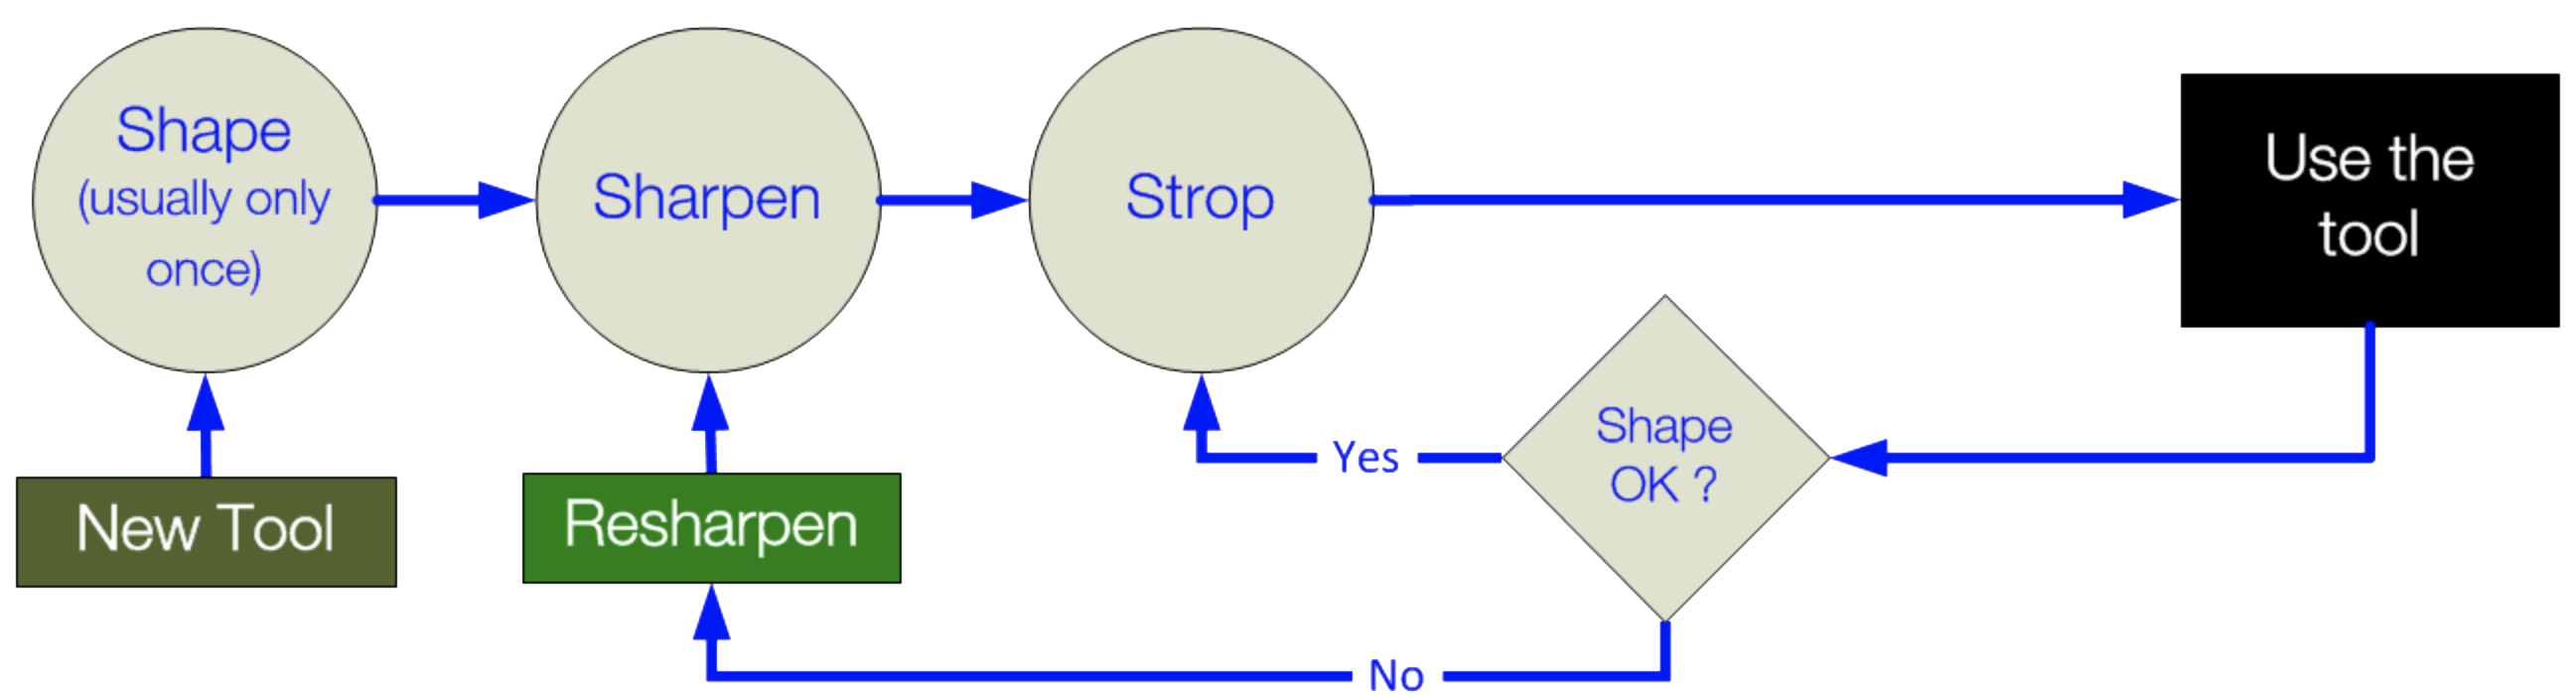 Shape
(usually only
once)
Sharpen
Strop
Use the
tool
Shape
OK ?
Yes
New Tool
Resharpen
No